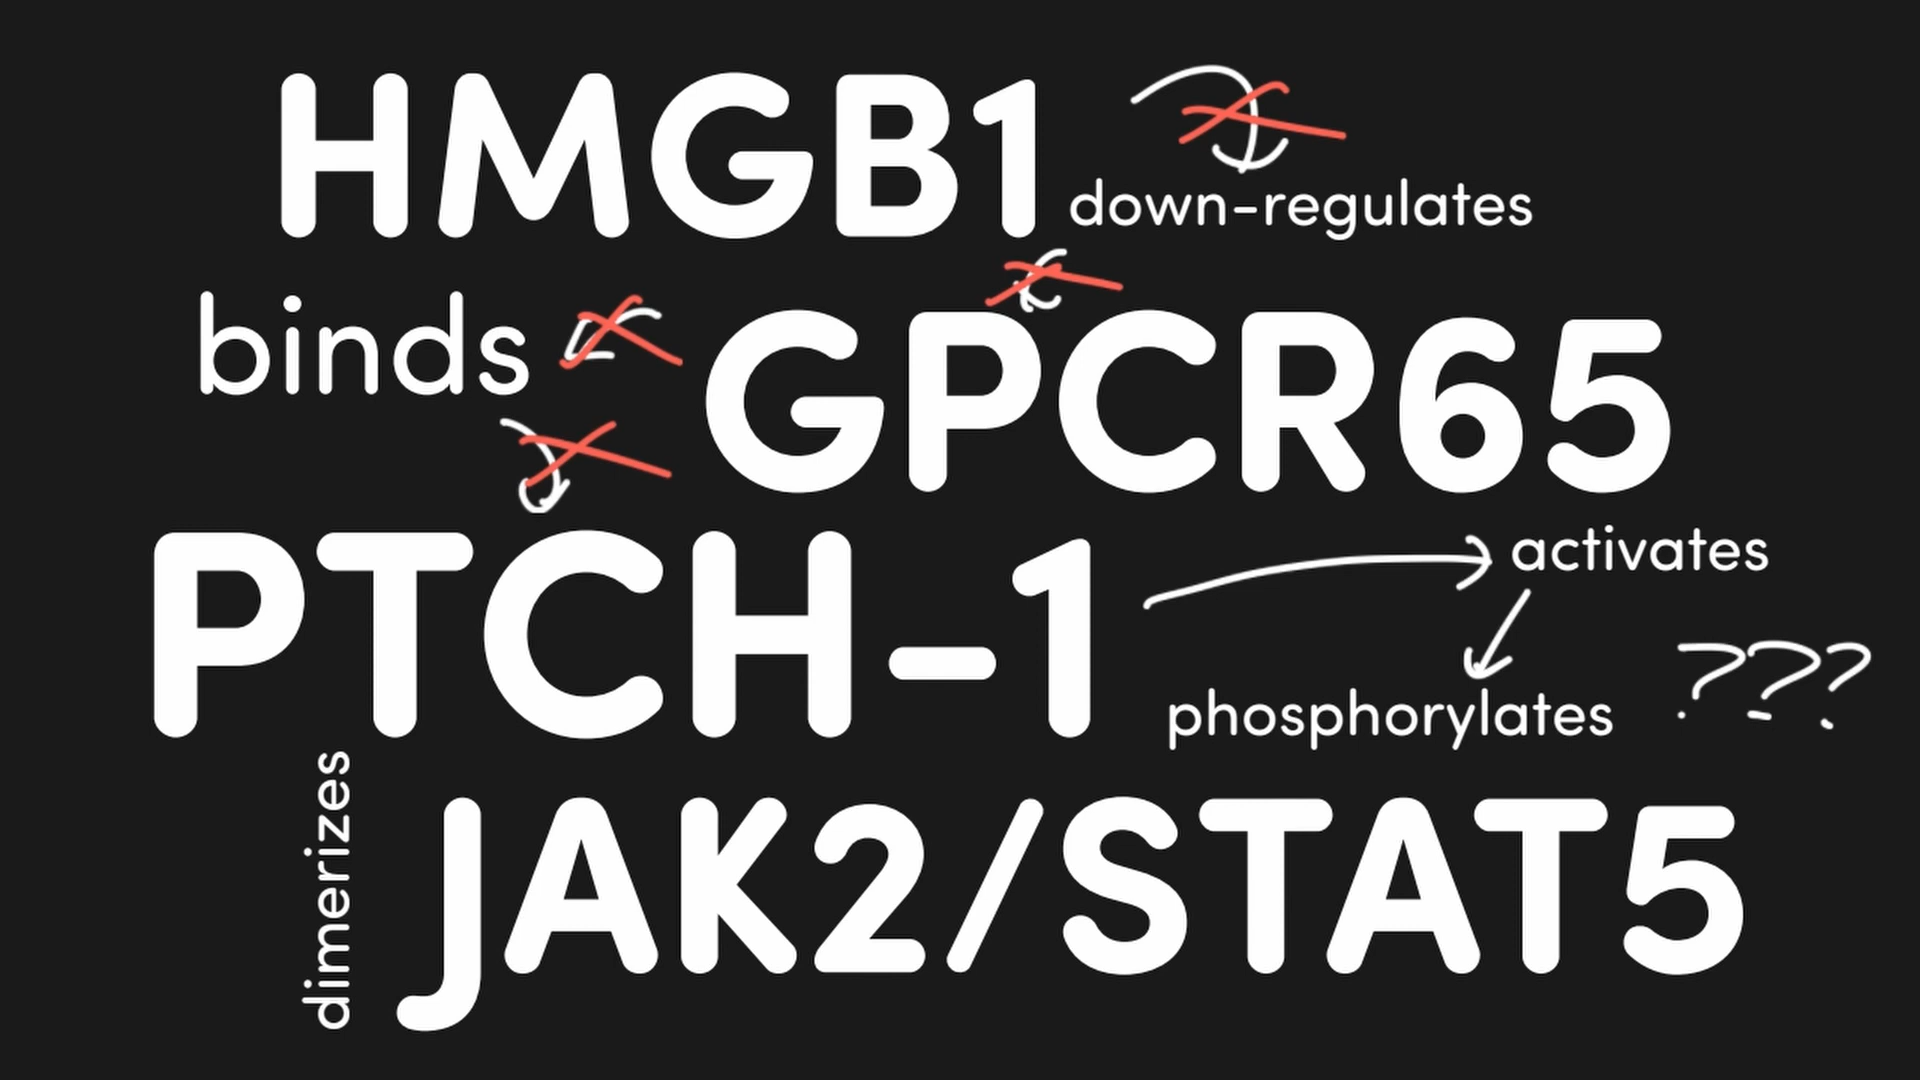 HMGB1
down-regulates
binds
GPCR65
PTCH-1
activates
phosphorylates
???
dimerizes
JAK2/STAT5